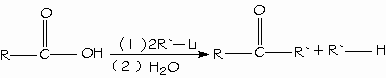 O O
R—C—OH (1) 2R`—Li R—C—R` + R`—H
(2) H₂O